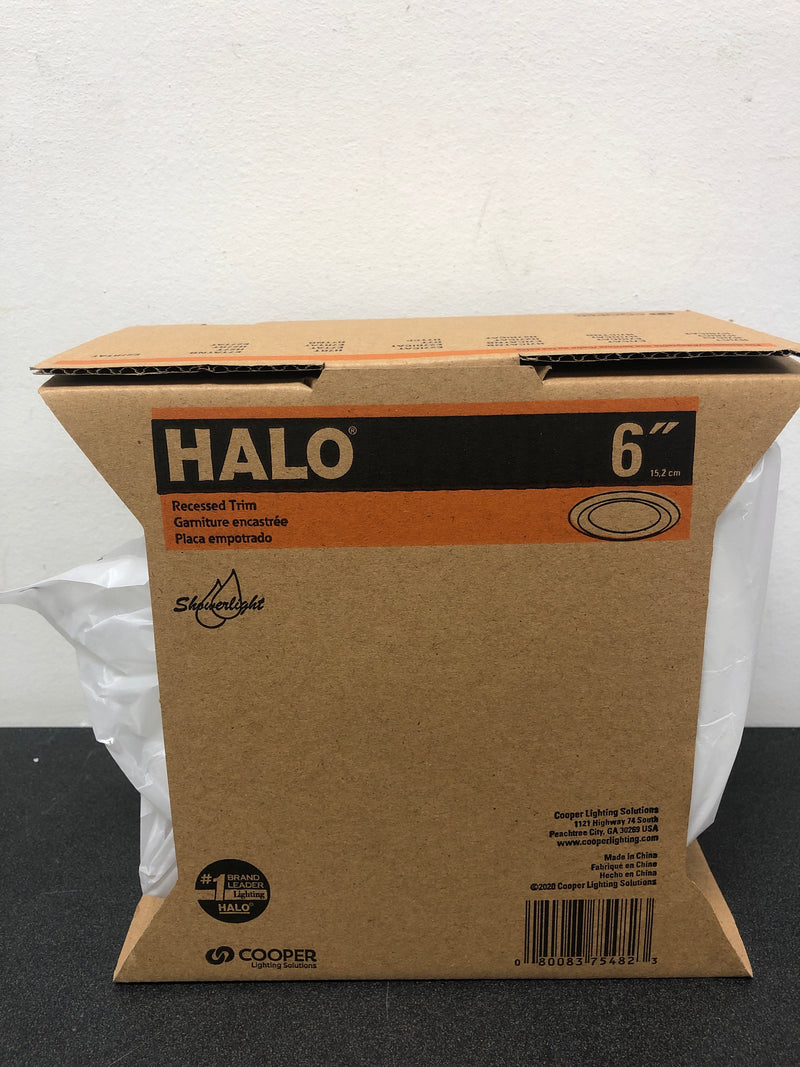 HALO®
6"
15,2 cm
Recessed Trim
Garniture encastrée
Placa empotrado
Showerlight
Cooper Lighting Solutions
1121 Highway 74 South
Peachtree City, GA 30269 USA
www.cooperlighting.com
Made in China
Fabriqué en Chine
Hecho en China
©2020 Cooper Lighting Solutions
#1 BRAND
LEADER
Lighting
HALO®
COOPER
Lighting Solutions
0 80083 75482 3